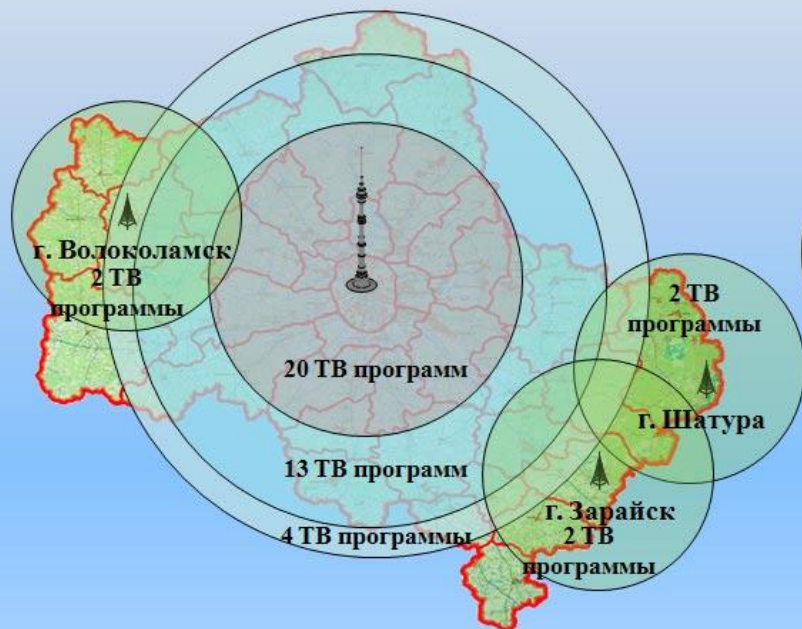 г. Волоколамск
2 ТВ
программы
2 ТВ
программы
20 ТВ программ
г. Шатура
13 ТВ программ
г. Зарайск
4 ТВ программы
2 ТВ
программы